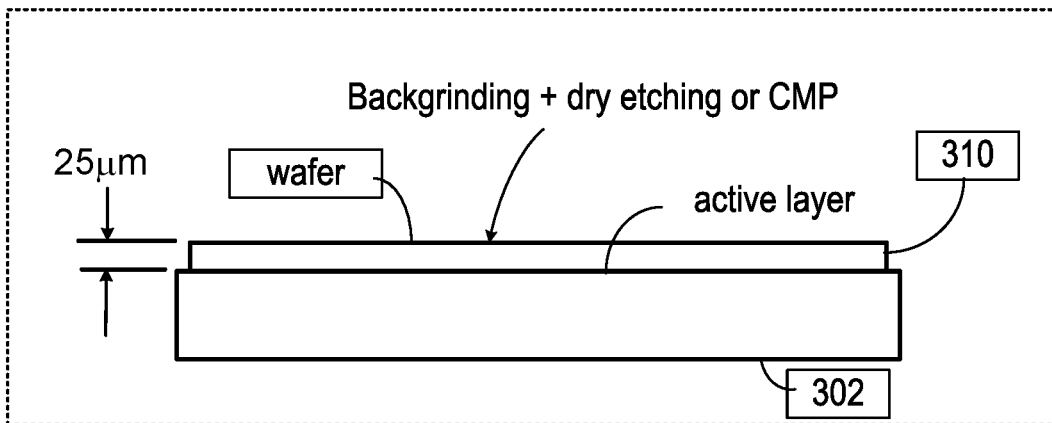 Backgrinding + dry etching or CMP
25μm
wafer
310
active layer
302